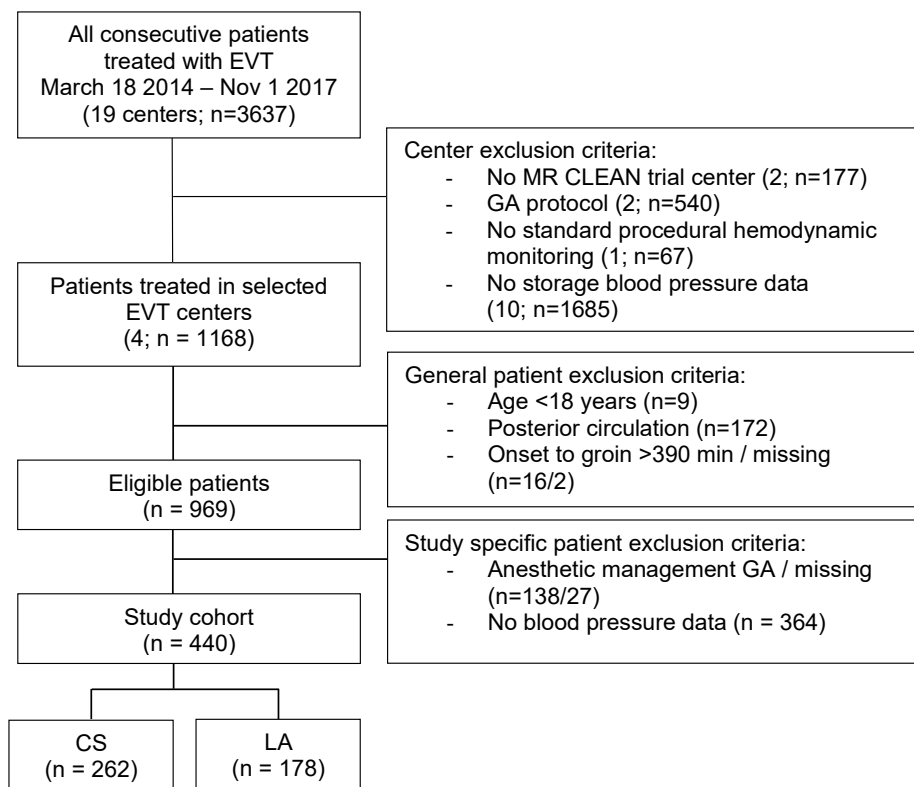 All consecutive patients
treated with EVT
March 18 2014 – Nov 1 2017
(19 centers; n=3637)
Center exclusion criteria:
- No MR CLEAN trial center (2; n=177)
- GA protocol (2; n=540)
- No standard procedural hemodynamic
monitoring (1; n=67)
- No storage blood pressure data
(10; n=1685)
Patients treated in selected
EVT centers
(4; n = 1168)
General patient exclusion criteria:
- Age <18 years (n=9)
- Posterior circulation (n=172)
- Onset to groin >390 min / missing
(n=16/2)
Eligible patients
(n = 969)
Study specific patient exclusion criteria:
- Anesthetic management GA / missing
(n=138/27)
- No blood pressure data (n = 364)
Study cohort
(n = 440)
CS
(n = 262)
LA
(n = 178)